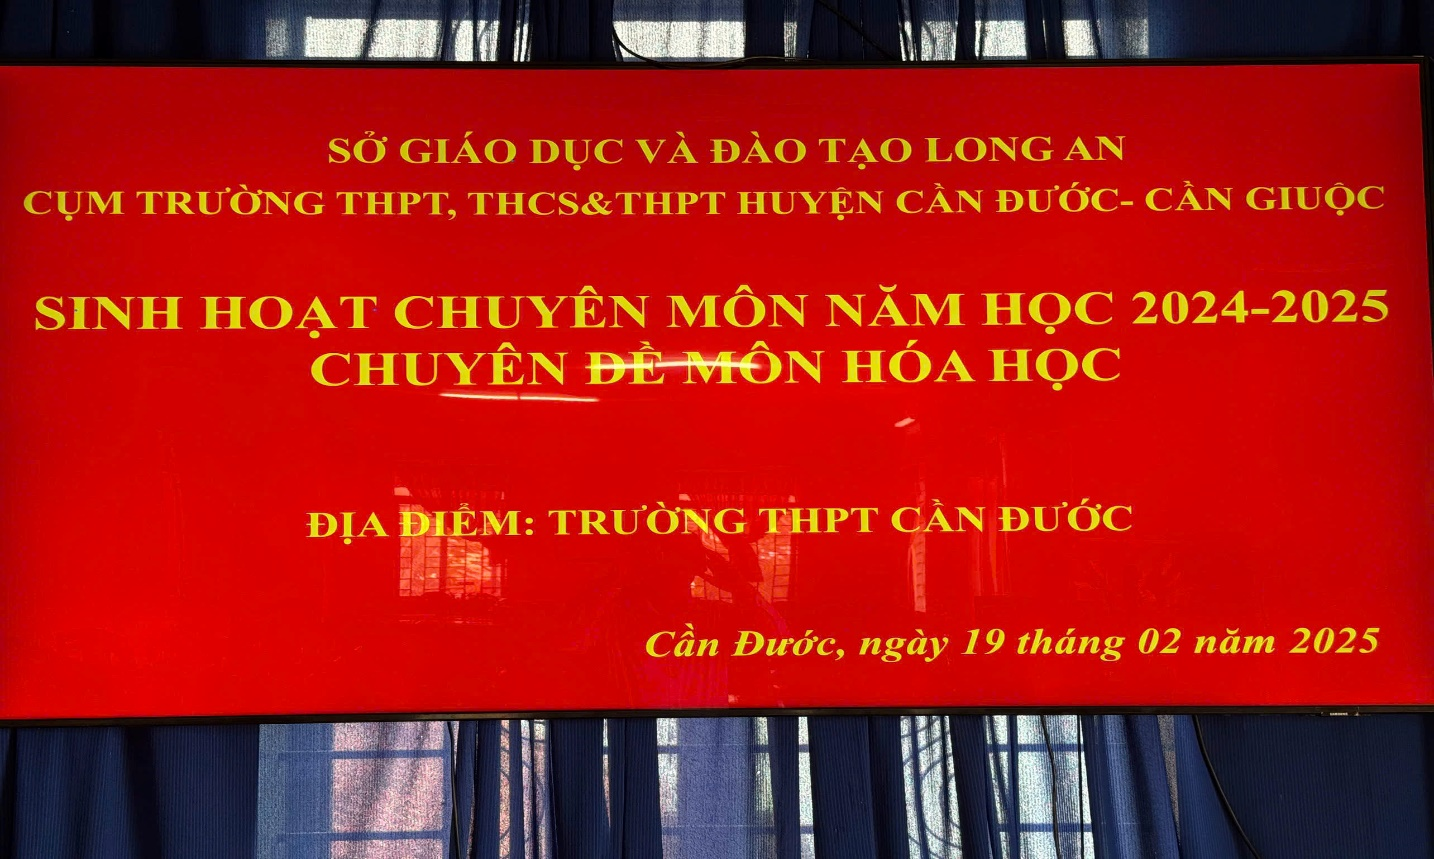 SỞ GIÁO DỤC VÀ ĐÀO TẠO LONG AN
CỤM TRƯỜNG THPT, THCS&THPT HUYỆN CẦN ĐƯỚC- CẦN GIUỘC
SINH HOẠT CHUYÊN MÔN NĂM HỌC 2024-2025
CHUYÊN ĐỀ MÔN HÓA HỌC
ĐỊA ĐIỂM: TRƯỜNG THPT CẦN ĐƯỚC
Cần Đước, ngày 19 tháng 02 năm 2025
SAMSUNG